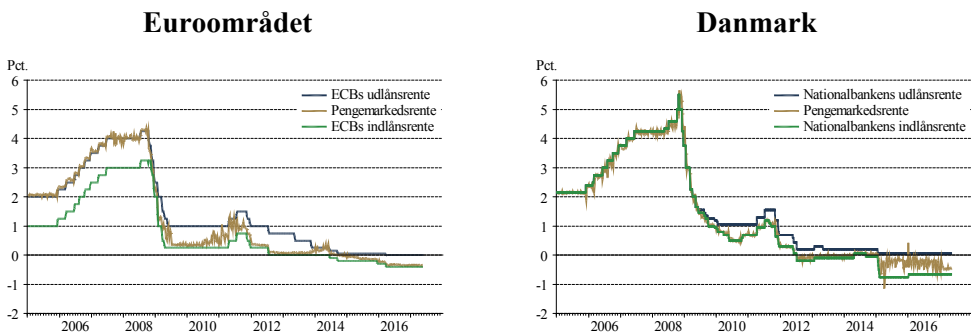 Euroområdet
Pct.
6
5
4
3
2
1
0
-1
-2
ECBs udlånsrente
Pengemarkedsrente
ECBs indlånsrente
2006 2008 2010 2012 2014 2016
Danmark
Pct.
6
5
4
3
2
1
0
-1
-2
Nationalbankens udlånsrente
Pengemarkedsrente
Nationalbankens indlånsrente
2006 2008 2010 2012 2014 2016